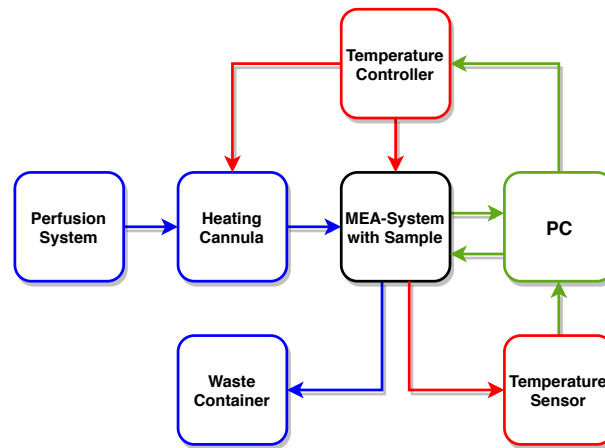 Temperature
Controller
Perfusion
System
Heating
Cannula
MEA-System
with Sample
PC
Waste
Container
Temperature
Sensor